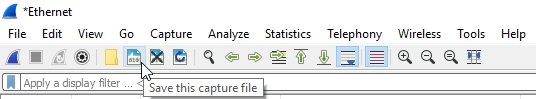 *Ethernet
File Edit View Go Capture Analyze Statistics Telephony Wireless Tools Help
Apply a display filter ... <
Save this capture file